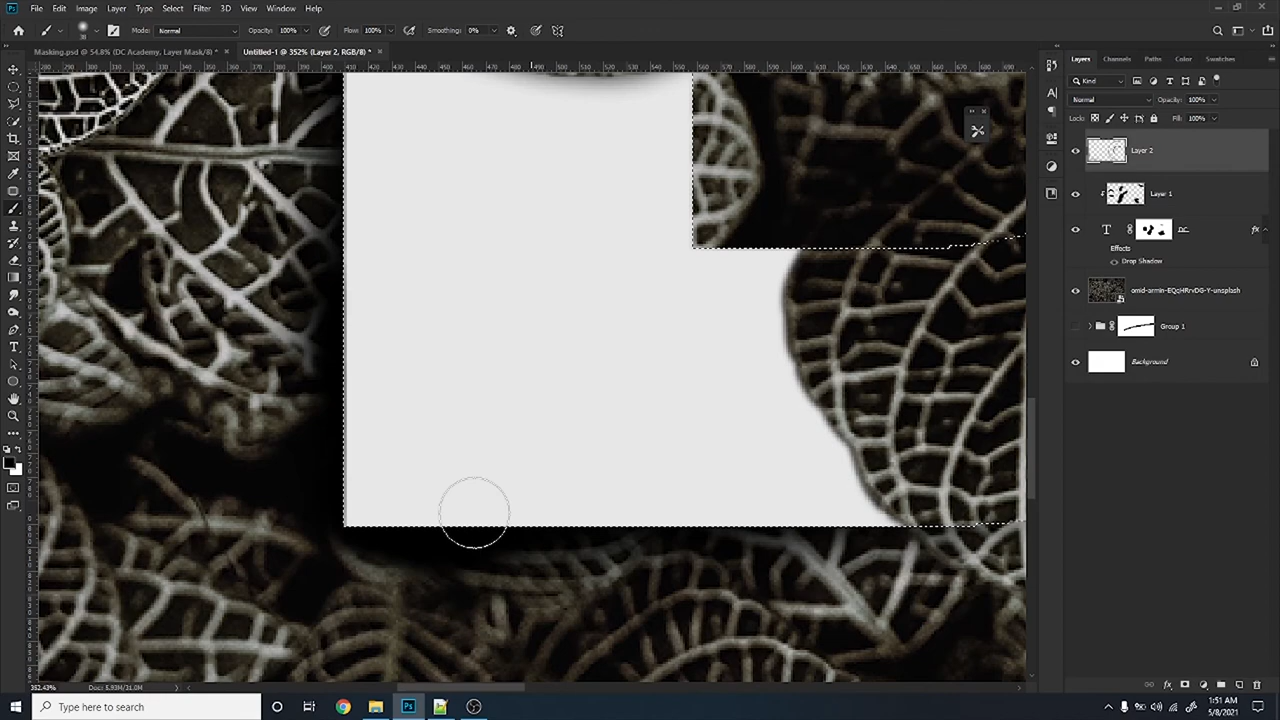 File Edit Image Layer Type Select Filter 3D View Window Help
Mode: Normal Opacity: 100% Flow: 100% Smoothing: 0%
Masking.psd @ 54.8% (DC Academy, Layer Mask/8) * × Untitled-1 @ 352% (Layer 2, RGB/8) * ×
Layers Channels Paths Color Swatches
Kind
Normal Opacity: 100%
Lock: Fill: 100%
Layer 2
Layer 1
DC
Effects
Drop Shadow
omid-armin-EQqHRrvDG-Y-unsplash
Group 1
Background
352.43% Doc: 5.93M/31.0M
Type here to search
1:51 AM
5/8/2021